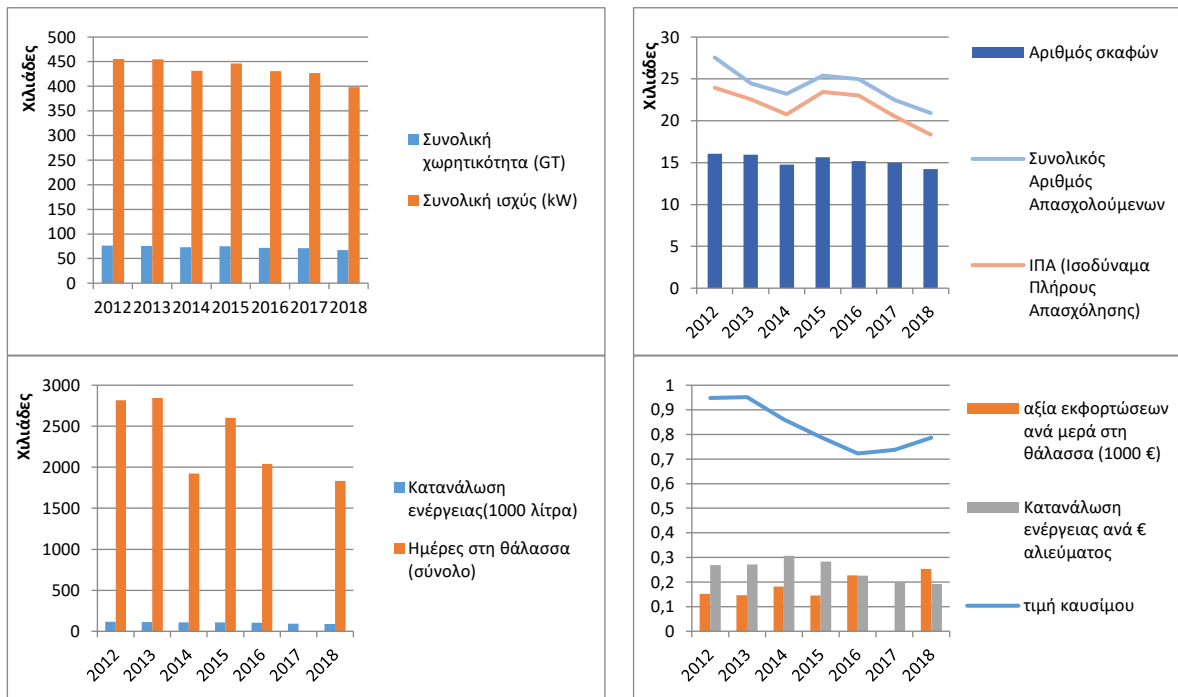 Χιλιάδες
500
450
400
350
300
250
200
150
100
50
0
2012 2013 2014 2015 2016 2017 2018
Συνολική
χωρητικότητα (GT)
Συνολική ισχύς (kW)
Χιλιάδες
30
25
20
15
10
5
0
2012 2013 2014 2015 2016 2017 2018
Αριθμός σκαφών
Συνολικός
Αριθμός
Απασχολούμενων
ΙΠΑ (Ισοδύναμα
Πλήρους
Απασχόλησης)
Χιλιάδες
3000
2500
2000
1500
1000
500
0
2012 2013 2014 2015 2016 2017 2018
Κατανάλωση
ενέργειας(1000 λίτρα)
Ημέρες στη θάλασσα
(σύνολο)
1
0,9
0,8
0,7
0,6
0,5
0,4
0,3
0,2
0,1
0
2012 2013 2014 2015 2016 2017 2018
αξία εκφορτώσεων
ανά μερά στη
θάλασσα (1000 €)
Κατανάλωση
ενέργειας ανά €
αλιεύματος
τιμή καυσίμου